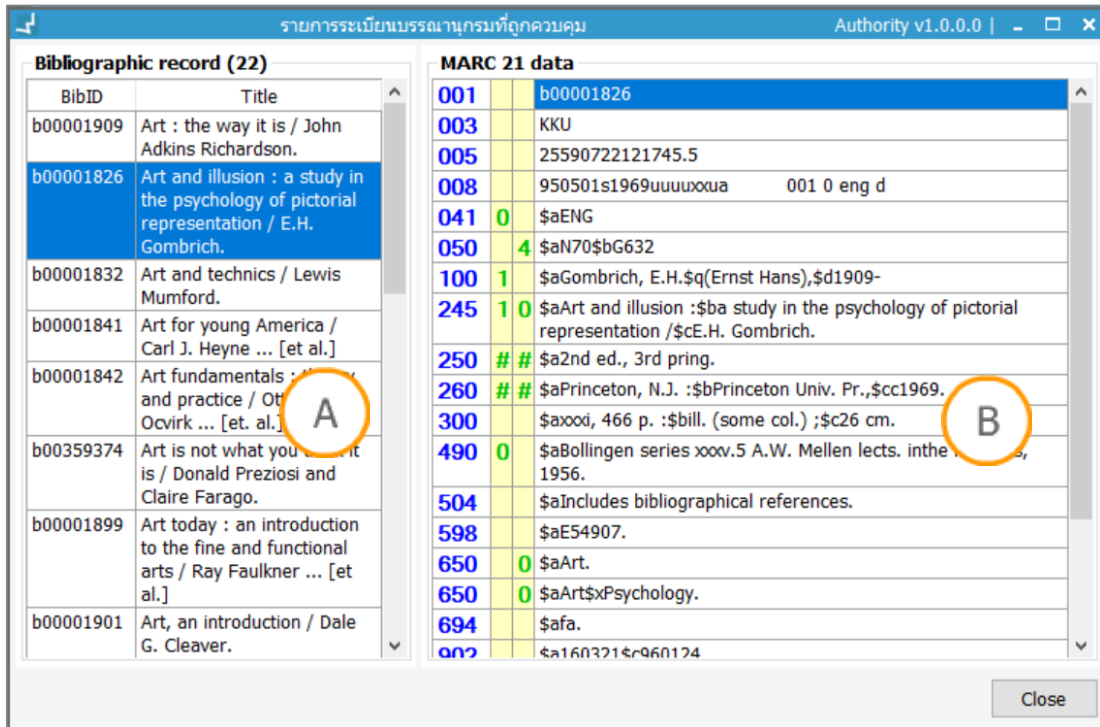 รายการระเบียนบรรณานุกรมที่ถูกควบคุม
Authority v1.0.0.0 |
Bibliographic record (22)
BibID Title
b00001909 Art : the way it is / John
Adkins Richardson.
b00001826 Art and illusion : a study in
the psychology of pictorial
representation / E.H.
Gombrich.
b00001832 Art and technics / Lewis
Mumford.
b00001841 Art for young America /
Carl J. Heyne ... [et al.]
b00001842 Art fundamentals :
and practice /
Ocvirk ... [et. al.]
A
b00359374 Art is not what you
is / Donald Preziosi and
Claire Farago.
b00001899 Art today : an introduction
to the fine and functional
arts / Ray Faulkner ... [et
al.]
b00001901 Art, an introduction / Dale
G. Cleaver.
MARC 21 data
001 b00001826
003 KKU
005 25590722121745.5
008 950501s1969uuuuxxua 001 0 eng d
041 0 $aENG
050 4 $aN70$bG632
100 1 $aGombrich, E.H.$q(Ernst Hans),$d1909-
245 1 0 $aArt and illusion :$ba study in the psychology of pictorial
representation /$cE.H. Gombrich.
250 # # $a2nd ed., 3rd pring.
260 # # $aPrinceton, N.J. :$bPrinceton Univ. Pr.,$cc1969.
300 $axxxi, 466 p. :$bill. (some col.) ;$c26 cm.
B
490 0 $aBollingen series xxxv.5 A.W. Mellen lects. inthe
1956.
504 $aIncludes bibliographical references.
598 $aE54907.
650 0 $aArt.
650 0 $aArt$xPsychology.
694 $afa.
902 $a160321$c960124
Close